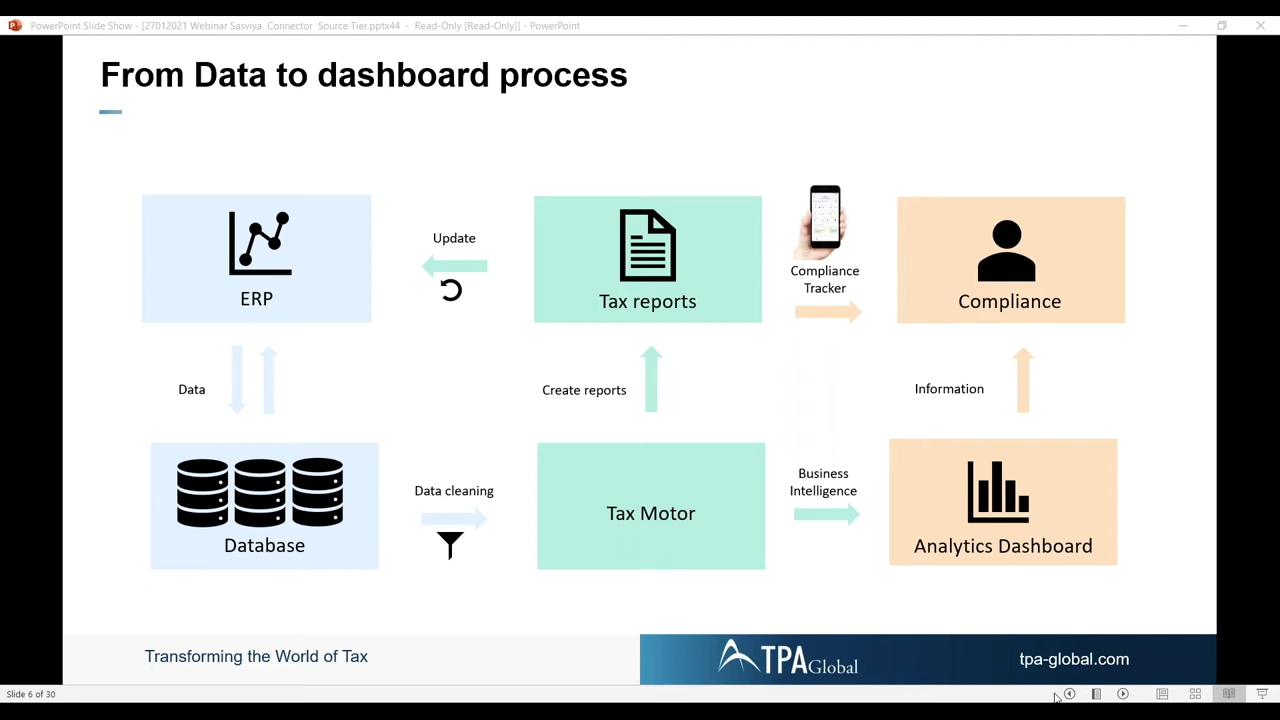 PowerPoint Slide Show - [27012021 Webinar Sasviya Connector Source Tier.pptx44 - Read-Only [Read-Only]] - PowerPoint
From Data to dashboard process
ERP
Update
Tax reports
Compliance
Tracker
Compliance
Data
Create reports
Information
Database
Data cleaning
Tax Motor
Business
Intelligence
Analytics Dashboard
Transforming the World of Tax
TPA Global
tpa-global.com
Slide 6 of 30